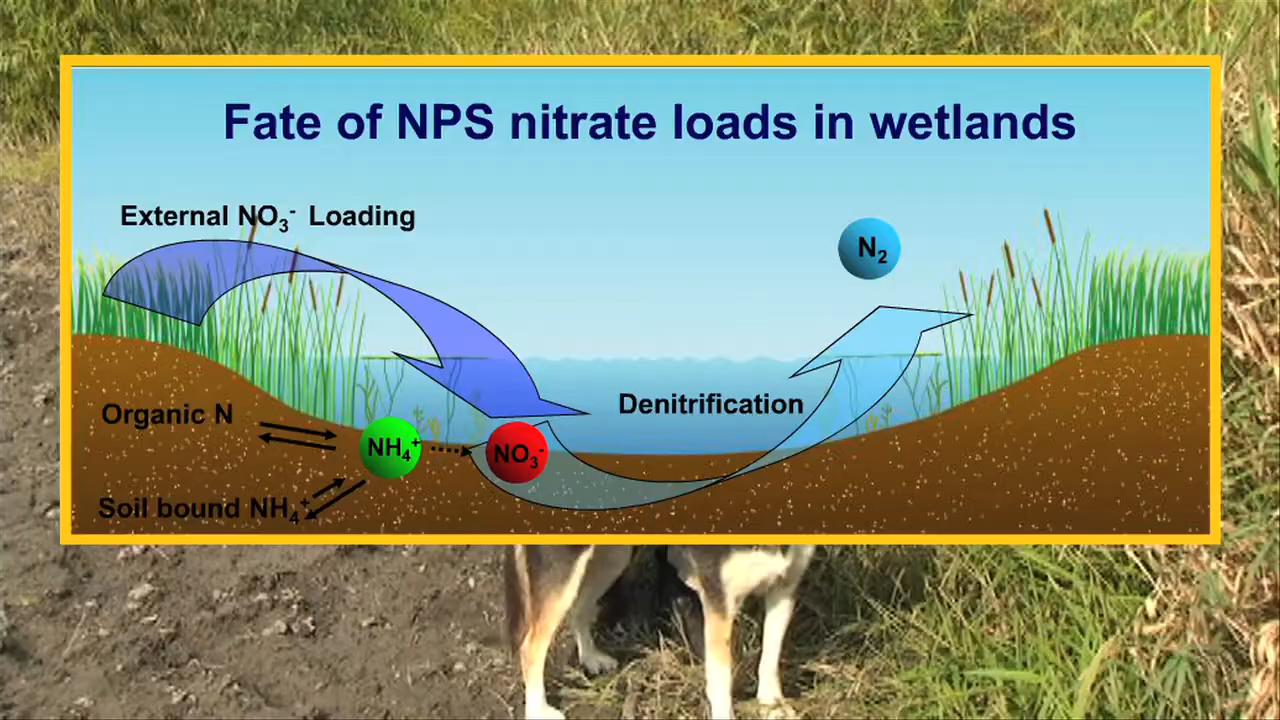 Fate of NPS nitrate loads in wetlands
External NO₃⁻ Loading
N₂
Denitrification
Organic N
NH₄⁺
NO₃⁻
Soil bound NH₄⁺